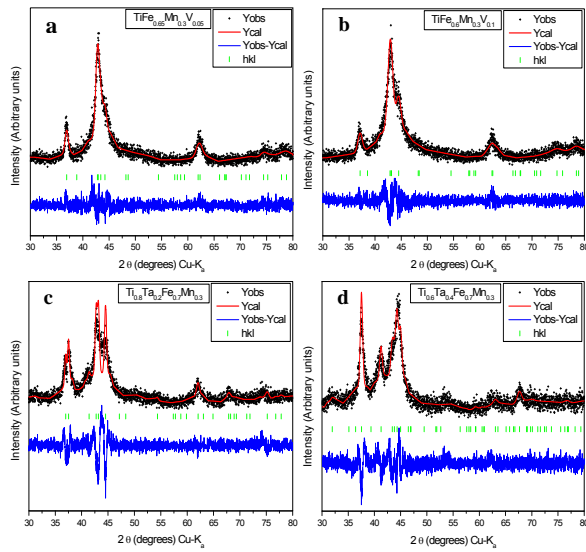 a
TiFe0.65Mn0.3V0.05
Yobs
Ycal
Yobs-Ycal
hkl
Intensity (Arbitrary units)
30 35 40 45 50 55 60 65 70 75 80
2 θ (degrees) Cu-Ka
b
TiFe0.6Mn0.3V0.1
Yobs
Ycal
Yobs-Ycal
hkl
Intensity (Arbitrary units)
30 35 40 45 50 55 60 65 70 75 80
2 θ (degrees) Cu-Ka
c
Ti0.8Ta0.2Fe0.7Mn0.3
Yobs
Ycal
Yobs-Ycal
hkl
Intensity (Arbitrary units)
30 35 40 45 50 55 60 65 70 75 80
2 θ (degrees) Cu-Ka
d
Ti0.6Ta0.4Fe0.7Mn0.3
Yobs
Ycal
Yobs-Ycal
hkl
Intensity (Arbitrary units)
30 35 40 45 50 55 60 65 70 75 80
2 θ (degrees) Cu-Ka